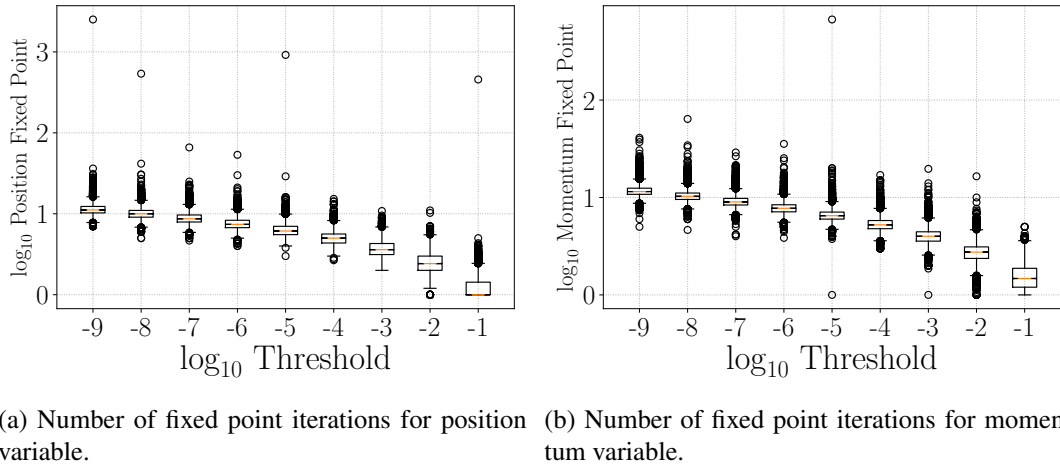 3
2
1
0
log10 Position Fixed Point
-9 -8 -7 -6 -5 -4 -3 -2 -1
log10 Threshold
2
1
0
log10 Momentum Fixed Point
-9 -8 -7 -6 -5 -4 -3 -2 -1
log10 Threshold
(a) Number of fixed point iterations for position
variable.
(b) Number of fixed point iterations for momen-
tum variable.